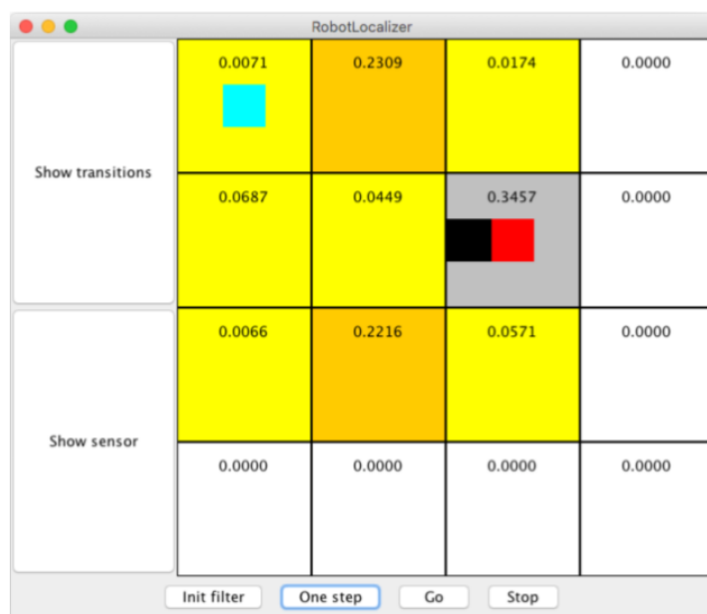 RobotLocalizer
0.0071 0.2309 0.0174 0.0000
Show transitions
0.0687 0.0449 0.3457 0.0000
0.0066 0.2216 0.0571 0.0000
Show sensor
0.0000 0.0000 0.0000 0.0000
Init filter One step Go Stop